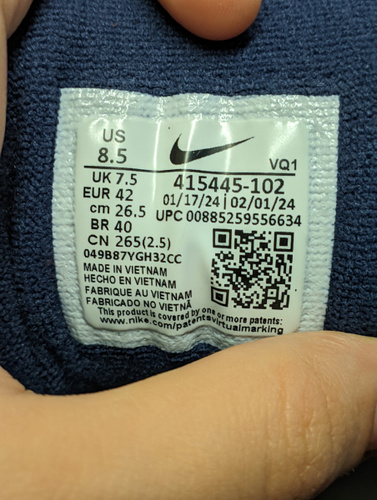 US
8.5
VQ1
UK 7.5 415445-102
EUR 42 01/17/24 | 02/01/24
cm 26.5 UPC 00885259556634
BR 40
CN 265(2.5)
049B87YGH32CC
MADE IN VIETNAM
HECHO EN VIETNAM
FABRIQUE AU VIETNAM
FABRICADO NO VIETNÃ
This product is covered by one or more patents:
www.nike.com/patentsvirtualmarking